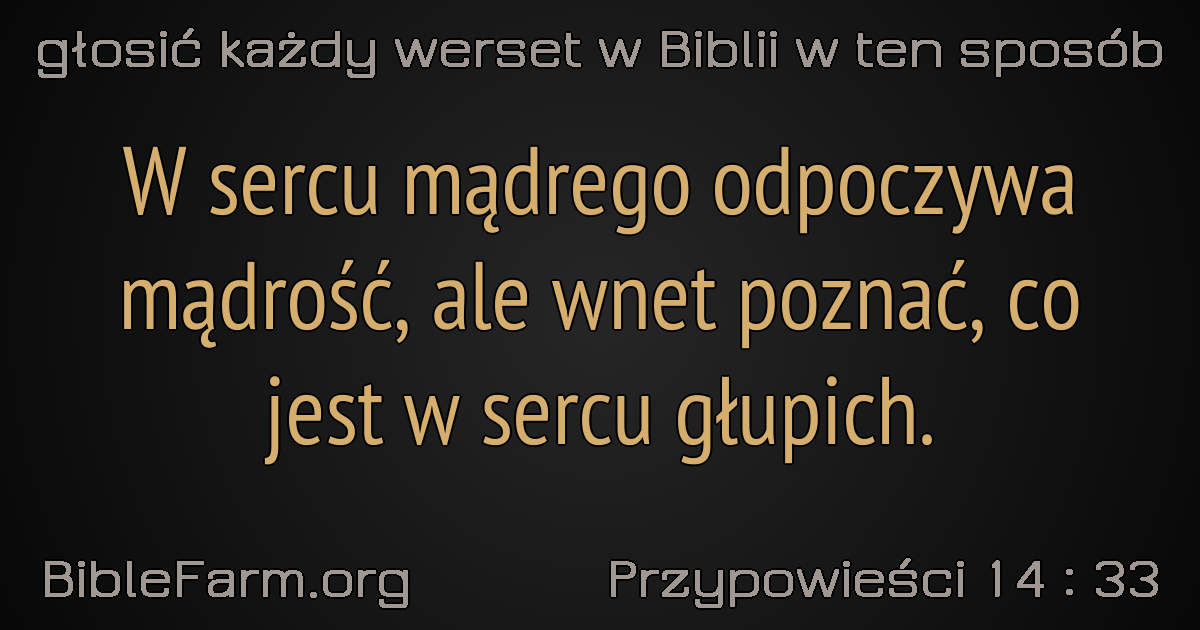 głosić każdy werset w Biblii w ten sposób
W sercu mądrego odpoczywa
mądrość, ale wnet poznać, co
jest w sercu głupich.
BibleFarm.org
Przypowieści 14 : 33